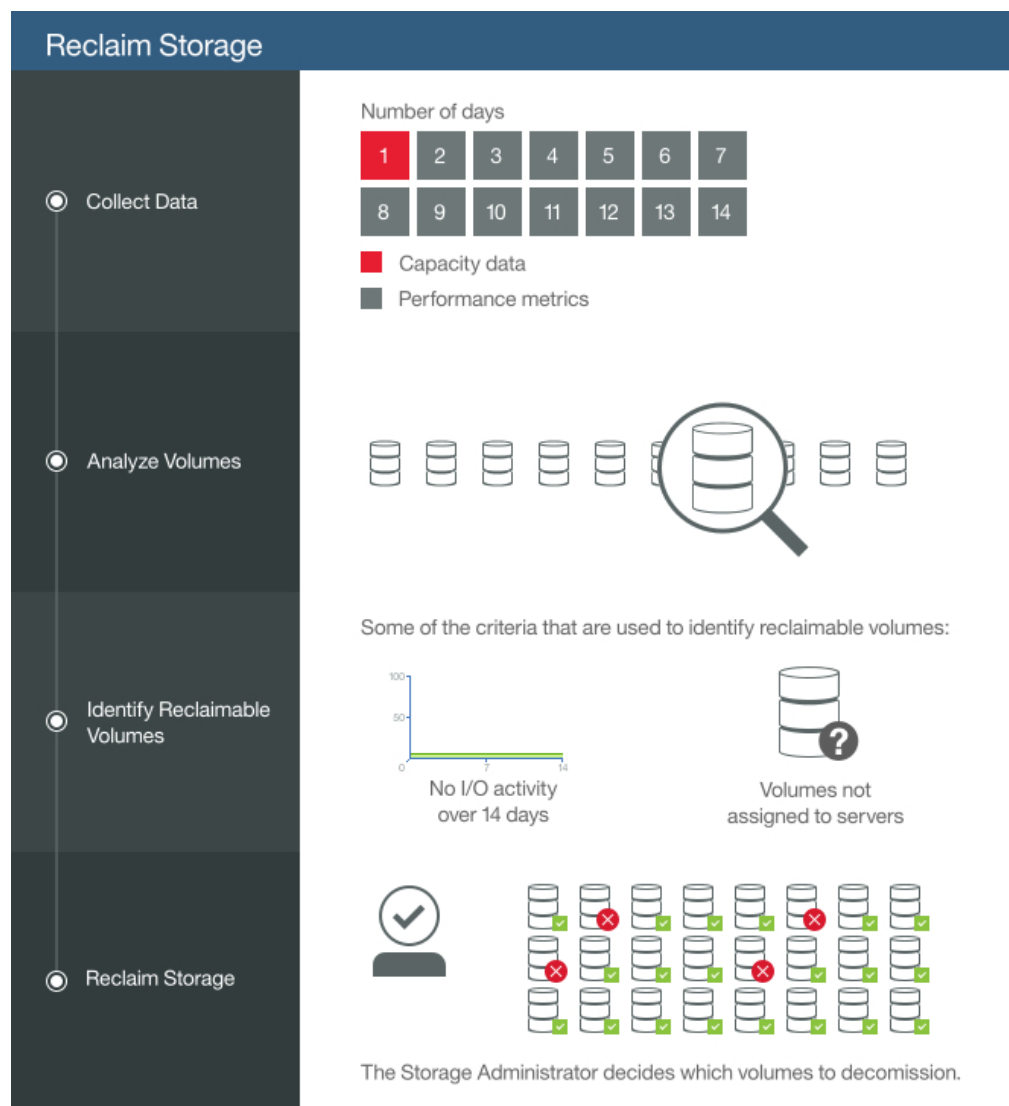 Reclaim Storage
Collect Data
Number of days
1 2 3 4 5 6 7
8 9 10 11 12 13 14
Capacity data
Performance metrics
Analyze Volumes
Identify Reclaimable
Volumes
Some of the criteria that are used to identify reclaimable volumes:
100
50
0 7 14
No I/O activity
over 14 days
?
Volumes not
assigned to servers
Reclaim Storage
The Storage Administrator decides which volumes to decomission.